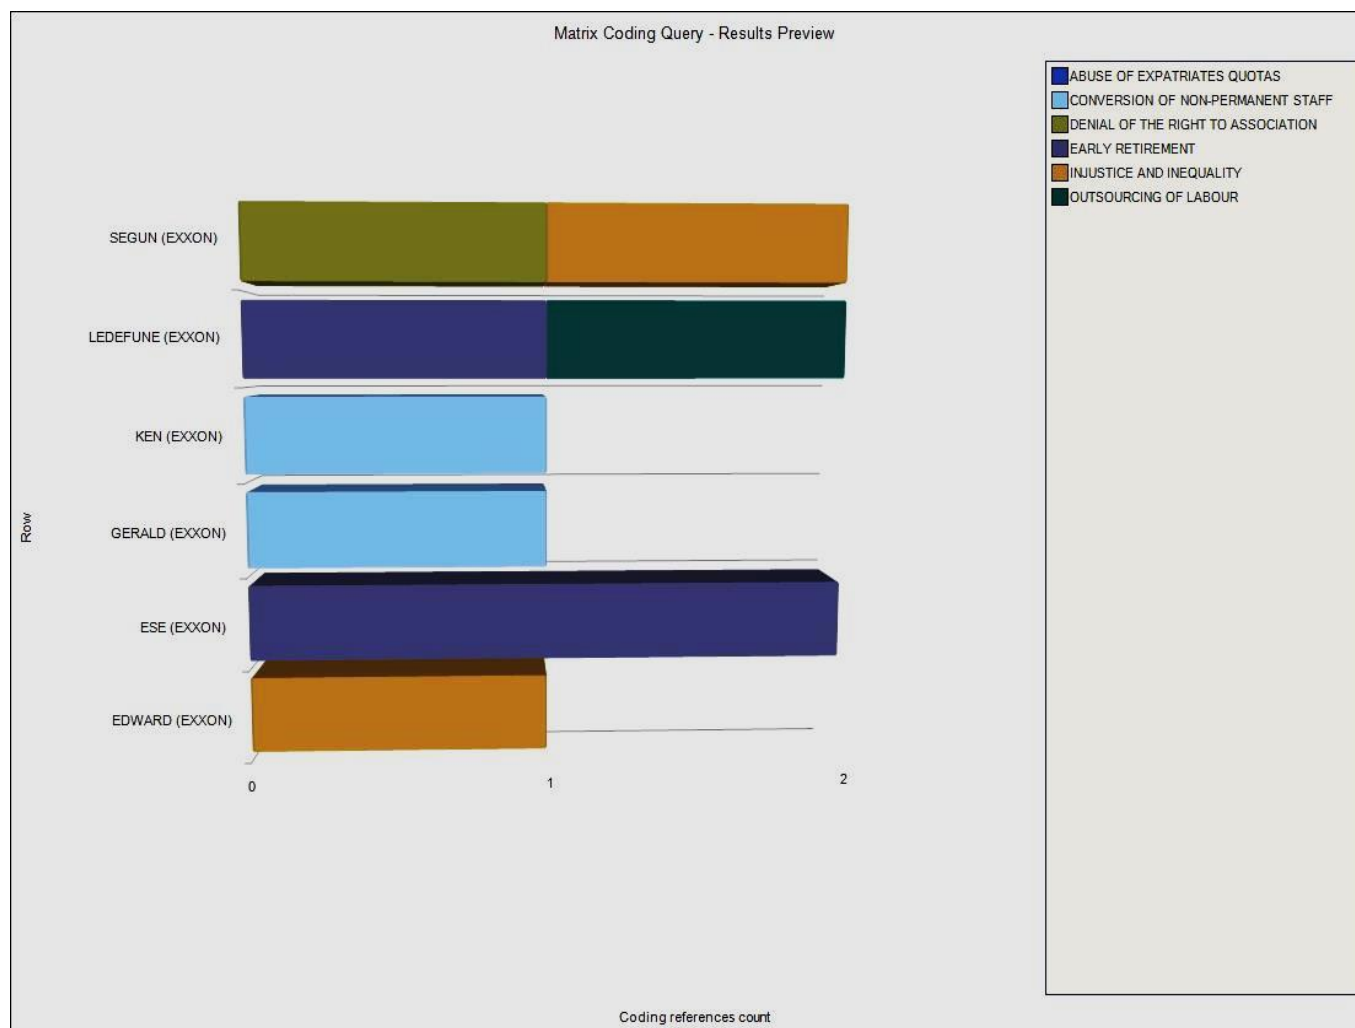 Matrix Coding Query - Results Preview
ABUSE OF EXPATRIATES QUOTAS
CONVERSION OF NON-PERMANENT STAFF
DENIAL OF THE RIGHT TO ASSOCIATION
EARLY RETIREMENT
INJUSTICE AND INEQUALITY
OUTSOURCING OF LABOUR
SEGUN (EXXON)
LEDEFUNE (EXXON)
KEN (EXXON)
GERALD (EXXON)
ESE (EXXON)
EDWARD (EXXON)
Row
0
1
2
Coding references count